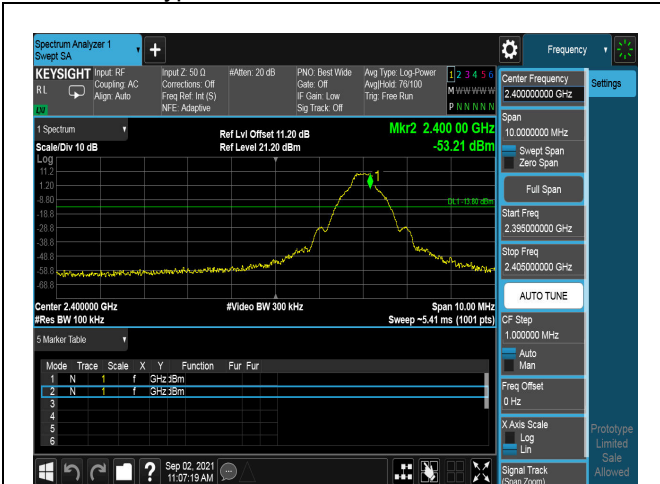 Spectrum Analyzer 1
Swept SA
Frequency
KEYSIGHT
RL
LVI
Input: RF
Coupling: AC
Align: Auto
Input Z: 50 Ω
Corrections: Off
Freq Ref: Int (S)
NFE: Adaptive
#Atten: 20 dB
PNO: Best Wide
Gate: Off
IF Gain: Low
Sig Track: Off
Avg Type: Log-Power
Avg|Hold: 76/100
Trig: Free Run
1 2 3 4 5 6
M W W W W W
P N N N N N
1 Spectrum
Scale/Div 10 dB
Ref Lvl Offset 11.20 dB
Ref Level 21.20 dBm
Mkr2 2.400 00 GHz
-53.21 dBm
Log
11.2
1.20
-8.80
-18.8
-28.8
-38.8
-48.8
-58.8
-68.8
1
DL1 -13.80 dBm
Center 2.400000 GHz
#Res BW 100 kHz
#Video BW 300 kHz
Span 10.00 MHz
Sweep ~5.41 ms (1001 pts)
5 Marker Table
Mode Trace Scale X Y Function Fur Fur
1 N 1 f GHz dBm
2 N 1 f GHz dBm
3
4
5
6
Sep 02, 2021
11:07:19 AM
Center Frequency
2.400000000 GHz
Settings
Span
10.0000000 MHz
Swept Span
Zero Span
Full Span
Start Freq
2.395000000 GHz
Stop Freq
2.405000000 GHz
AUTO TUNE
CF Step
1.000000 MHz
Auto
Man
Freq Offset
0 Hz
X Axis Scale
Log
Lin
Signal Track
(Span Zoom)
Prototype
Limited
Sale
Allowed